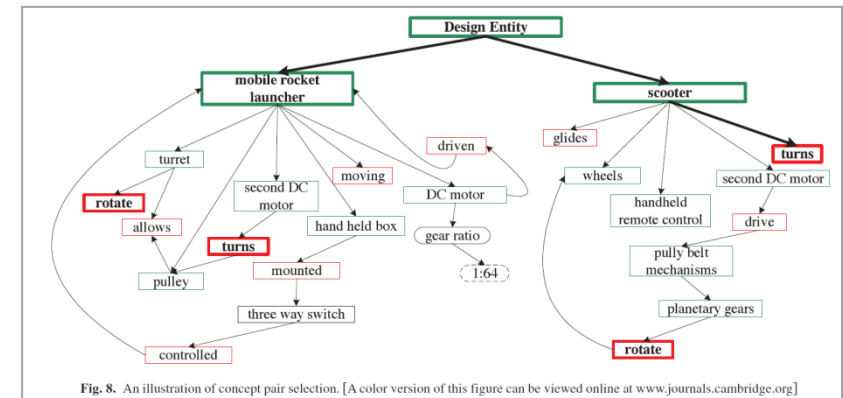 Design Entity
mobile rocket
launcher
scooter
glides
driven
turns
turret
moving
wheels
second DC motor
second DC
motor
DC motor
handheld
remote control
rotate
drive
allows
hand held box
gear ratio
turns
pully belt
mechanisms
mounted
1:64
pulley
planetary gears
three way switch
rotate
controlled
Fig. 8. An illustration of concept pair selection. [A color version of this figure can be viewed online at www.journals.cambridge.org]